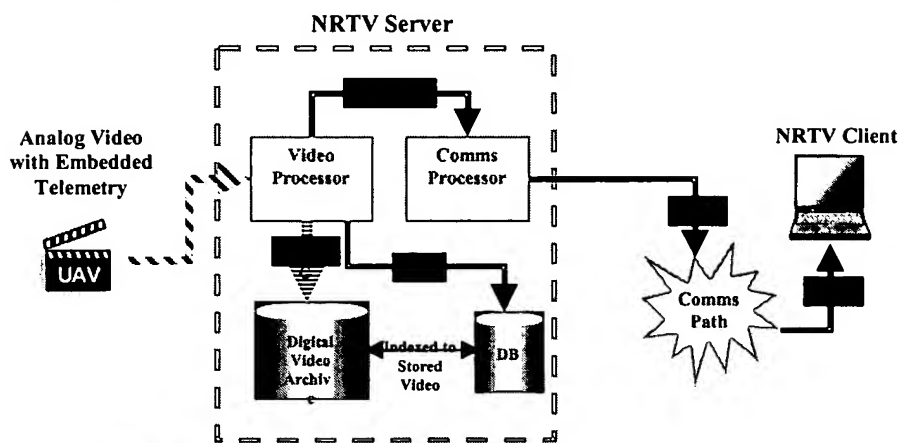 NRTV Server
Analog Video
with Embedded
Telemetry
UAV
Video
Processor
Comms
Processor
NRTV Client
Comms
Path
Digital
Video
Archiv
e
Indexed to
Stored
Video
DB